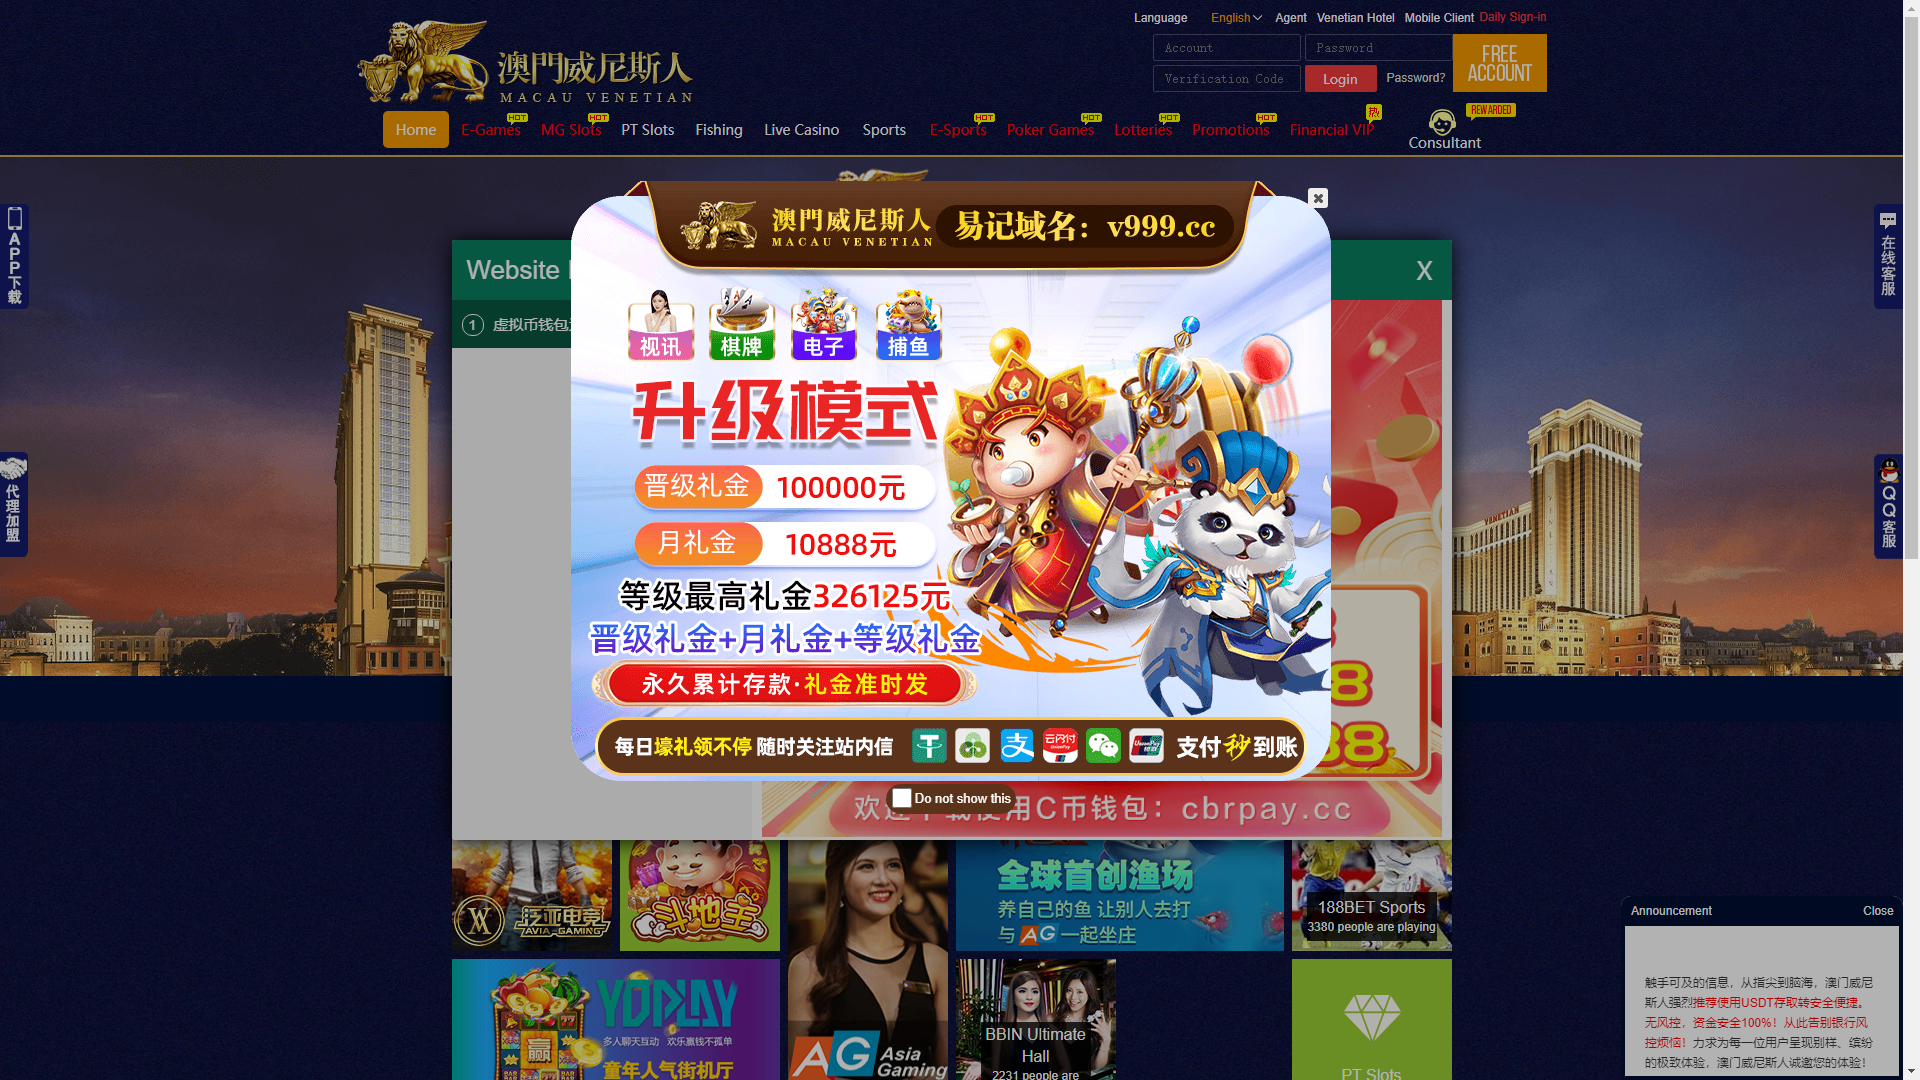 Language
English
Agent
Venetian Hotel
Mobile Client
Daily Sign-in
Account
Password
FREE
ACCOUNT
Verification Code
Login
Password?
澳門威尼斯人
MACAU VENETIAN
REWARDED
Home
E-Games
HOT
MG Slots
HOT
PT Slots
Fishing
Live Casino
Sports
E-Sports
HOT
Poker Games
HOT
Lotteries
HOT
Promotions
HOT
Financial VIP
热
Consultant
APP下载
在线客服
代理加盟
QQ客服
Website
X
1 虚拟币钱包
澳門威尼斯人
MACAU VENETIAN
易记域名：v999.cc
视讯
棋牌
电子
捕鱼
升级模式
晋级礼金 100000元
月礼金 10888元
等级最高礼金326125元
晋级礼金+月礼金+等级礼金
永久累计存款·礼金准时发
每日壕礼领不停 随时关注站内信
支
云闪付
UnionPay
UnionPay
银联
支付秒到账
Do not show this
用C币钱包：cbrpay.cc
VENETIAN
泛亚电竞
AVIA GAMING
斗地主
全球首创渔场
养自己的鱼 让别人去打
与AG一起坐庄
188BET Sports
3380 people are playing
YOPLAY
多人聊天互动 欢乐赢钱不孤单
童年人气街机厅
赢
AG Asia
Gaming
BBIN Ultimate
Hall
2231 people are
PT Slots
Announcement
Close
触手可及的信息，从指尖到脑海，澳门威尼
斯人强烈推荐使用USDT存取转安全便捷。
无风控，资金安全100%！从此告别银行风
控烦恼！力求为每一位用户呈现别样、缤纷
的极致体验，澳门威尼斯人诚邀您的体验！